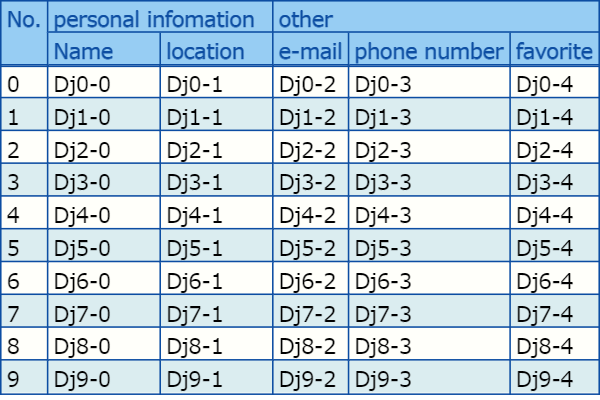 No. personal infomation other
Name location e-mail phone number favorite
0 Dj0-0 Dj0-1 Dj0-2 Dj0-3 Dj0-4
1 Dj1-0 Dj1-1 Dj1-2 Dj1-3 Dj1-4
2 Dj2-0 Dj2-1 Dj2-2 Dj2-3 Dj2-4
3 Dj3-0 Dj3-1 Dj3-2 Dj3-3 Dj3-4
4 Dj4-0 Dj4-1 Dj4-2 Dj4-3 Dj4-4
5 Dj5-0 Dj5-1 Dj5-2 Dj5-3 Dj5-4
6 Dj6-0 Dj6-1 Dj6-2 Dj6-3 Dj6-4
7 Dj7-0 Dj7-1 Dj7-2 Dj7-3 Dj7-4
8 Dj8-0 Dj8-1 Dj8-2 Dj8-3 Dj8-4
9 Dj9-0 Dj9-1 Dj9-2 Dj9-3 Dj9-4